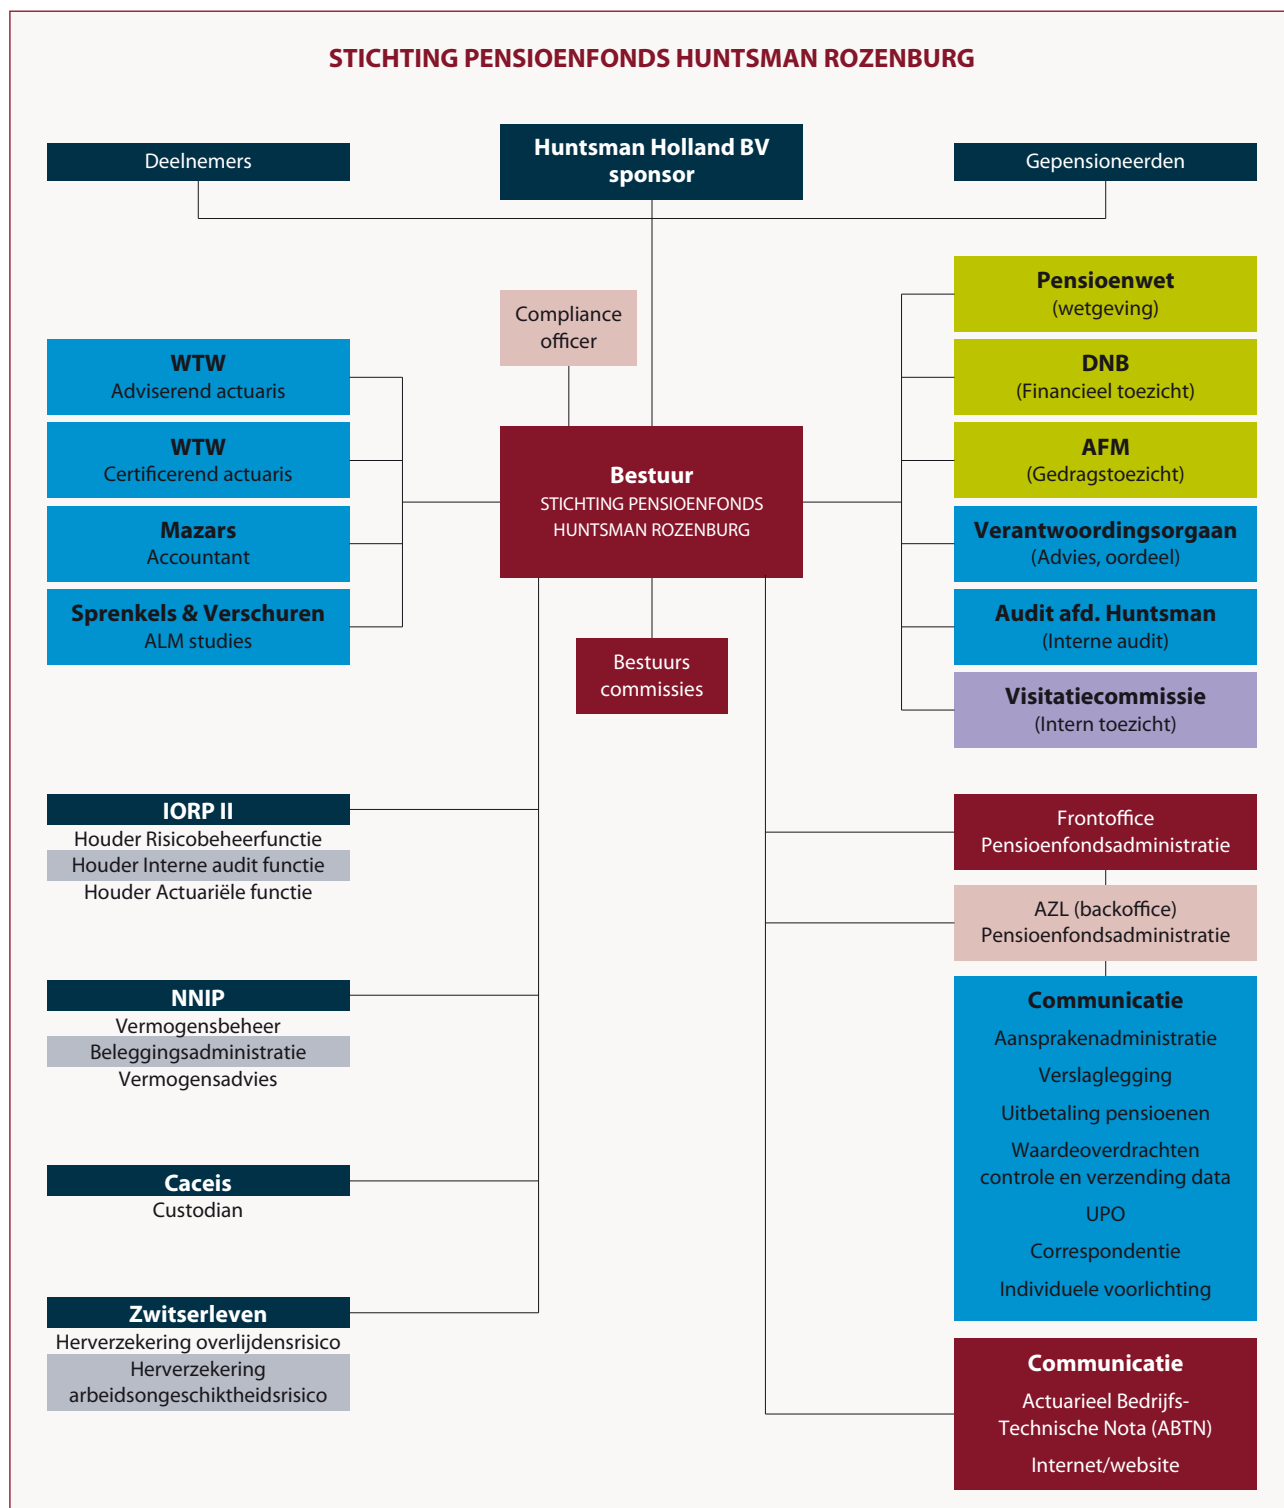 STICHTING PENSIOENFONDS HUNTSMAN ROZENBURG
Deelnemers
Huntsman Holland BV
sponsor
Gepensioneerden
Compliance
officer
WTW
Adviserend actuaris
WTW
Certificerend actuaris
Mazars
Accountant
Sprenkels & Verschuren
ALM studies
Bestuur
STICHTING PENSIOENFONDS
HUNTSMAN ROZENBURG
Bestuurs
commissies
Pensioenwet
(wetgeving)
DNB
(Financieel toezicht)
AFM
(Gedragstoezicht)
Verantwoordingsorgaan
(Advies, oordeel)
Audit afd. Huntsman
(Interne audit)
Visitatiecommissie
(Intern toezicht)
IORP II
Houder Risicobeheerfunctie
Houder Interne audit functie
Houder Actuariële functie
NNIP
Vermogensbeheer
Beleggingsadministratie
Vermogensadvies
Caceis
Custodian
Zwitserleven
Herverzekering overlijdensrisico
Herverzekering
arbeidsongeschiktheidsrisico
Frontoffice
Pensioenfondsadministratie
AZL (backoffice)
Pensioenfondsadministratie
Communicatie
Aansprakenadministratie
Verslaglegging
Uitbetaling pensioenen
Waardeoverdrachten
controle en verzending data
UPO
Correspondentie
Individuele voorlichting
Communicatie
Actuarieel Bedrijfs-
Technische Nota (ABTN)
Internet/website